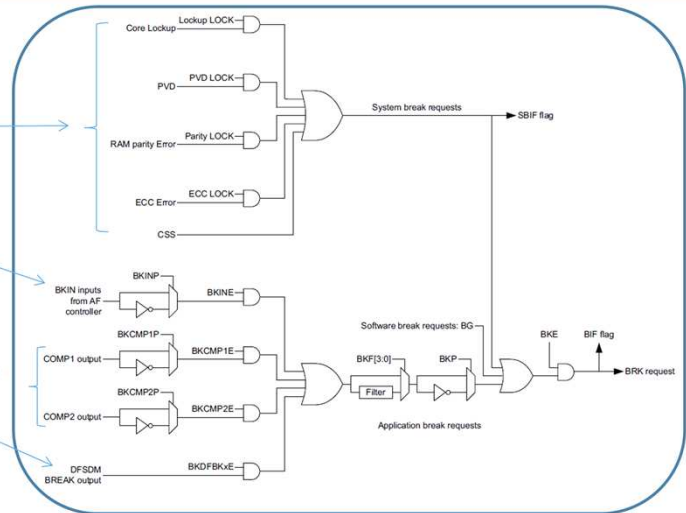 Lockup LOCK
Core Lockup
PVD LOCK
PVD
System break requests
SBIF flag
Parity LOCK
RAM parity Error
ECC LOCK
ECC Error
CSS
BKINP
BKIN inputs
from AF
controller
BKINE
Software break requests: BG
BKE
BIF flag
BKCMP1P
BKCMP1E
COMP1 output
BKF[3:0]
BKP
BRK request
Filter
BKCMP2P
BKCMP2E
COMP2 output
Application break requests
DFSDM
BREAK output
BKDFBKxE